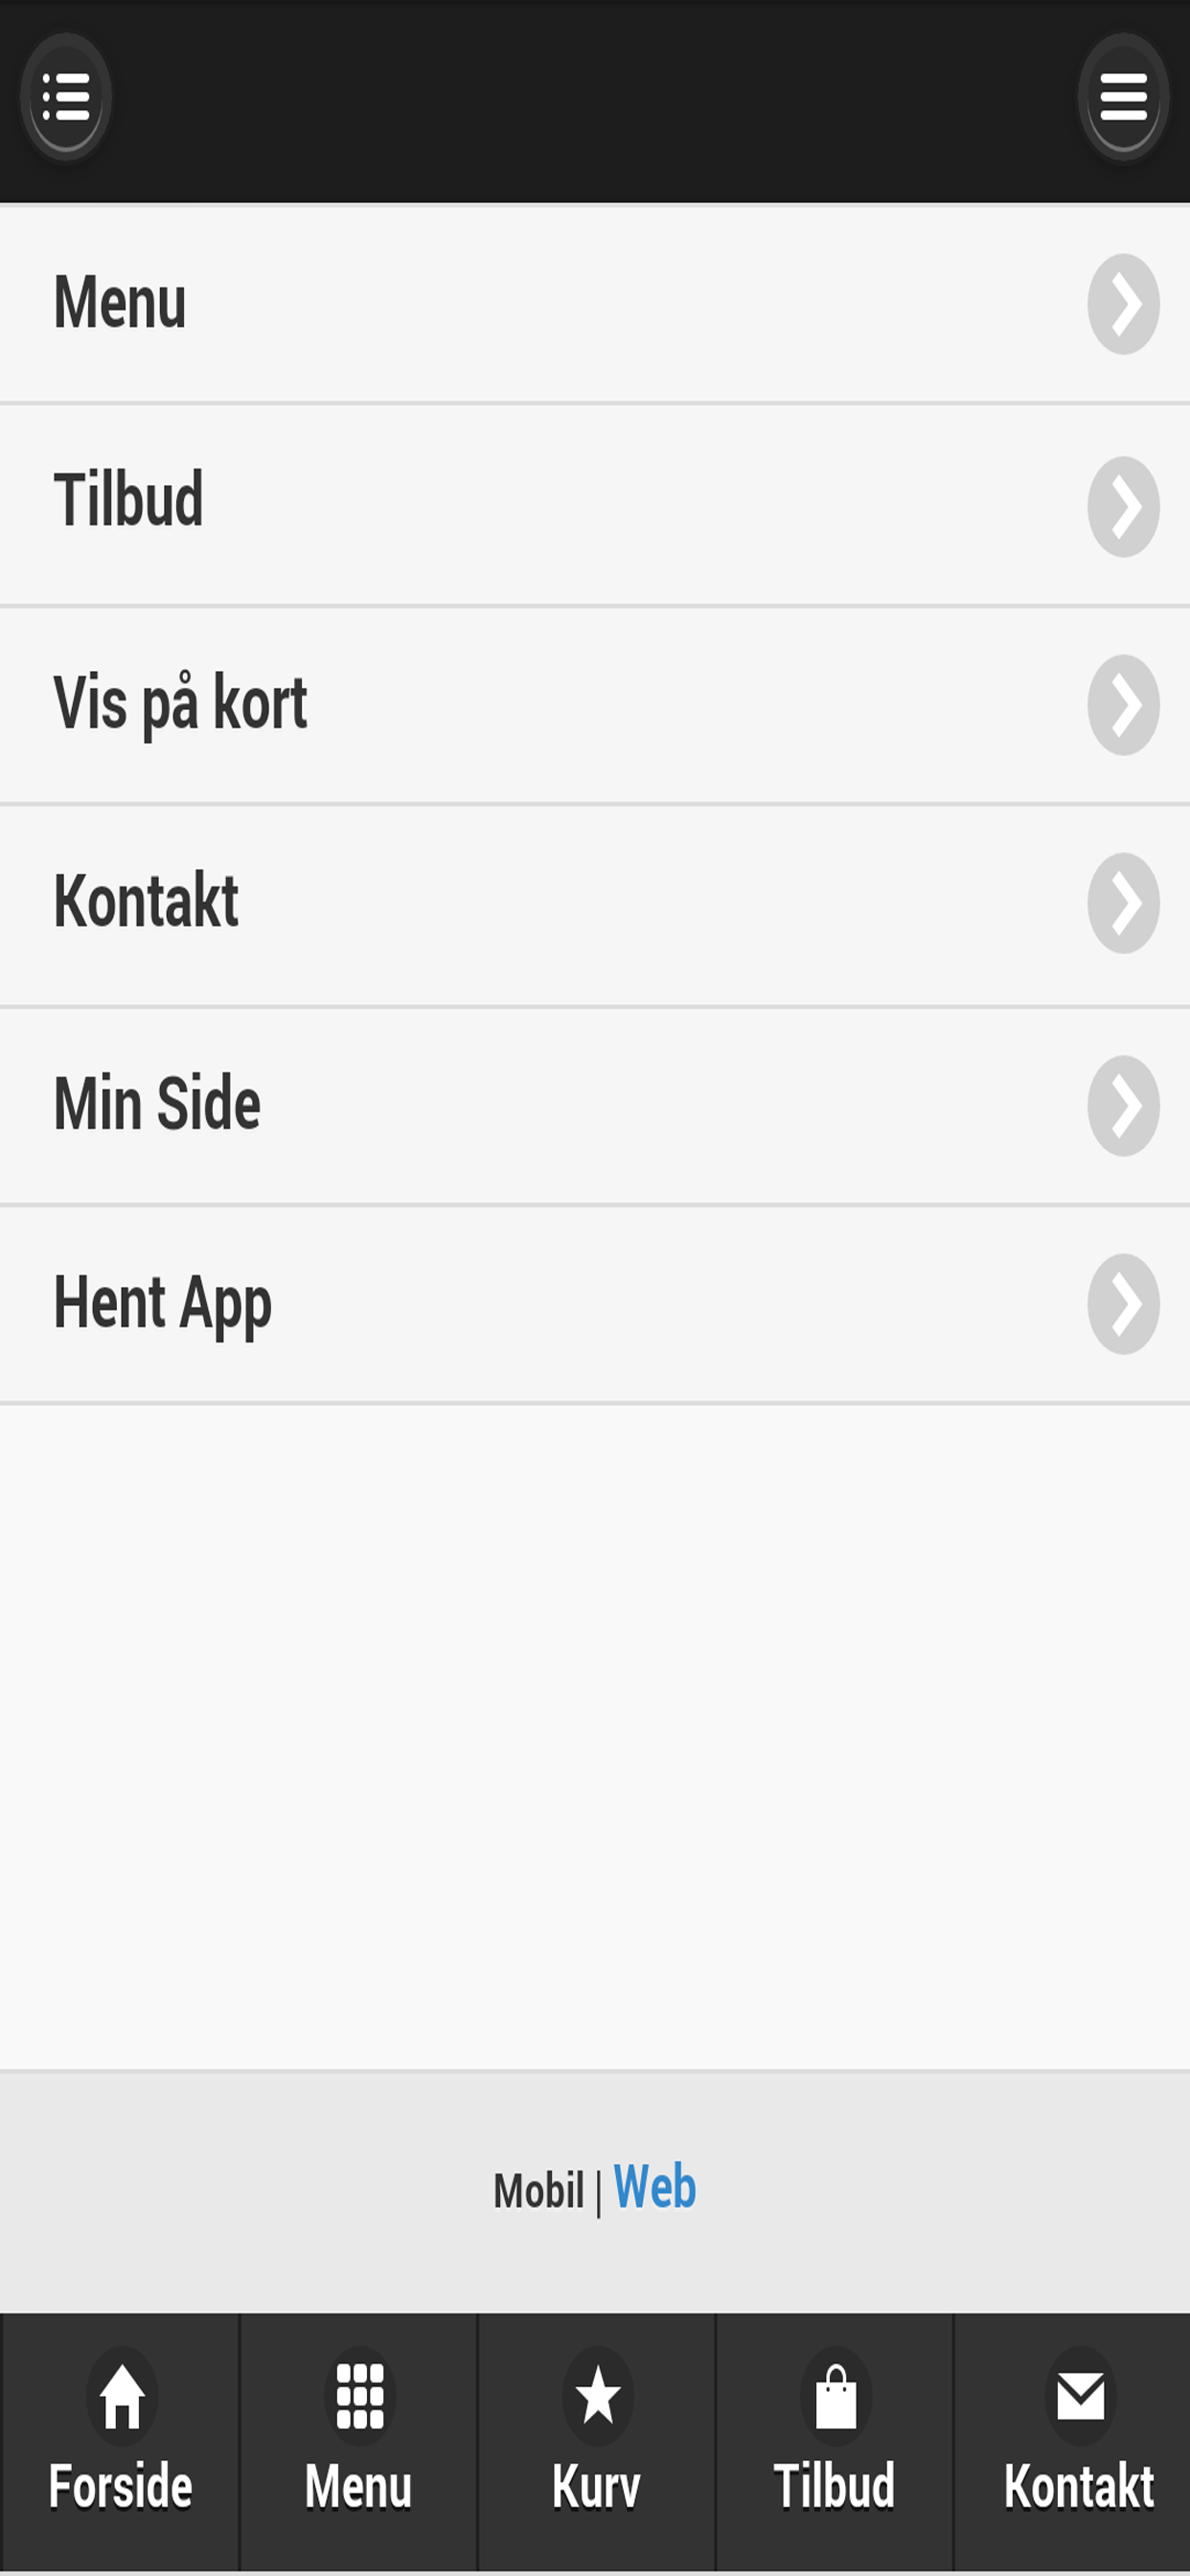 Menu
Tilbud
Vis på kort
Kontakt
Min Side
Hent App
Mobil | Web
Forside Menu Kurv Tilbud Kontakt